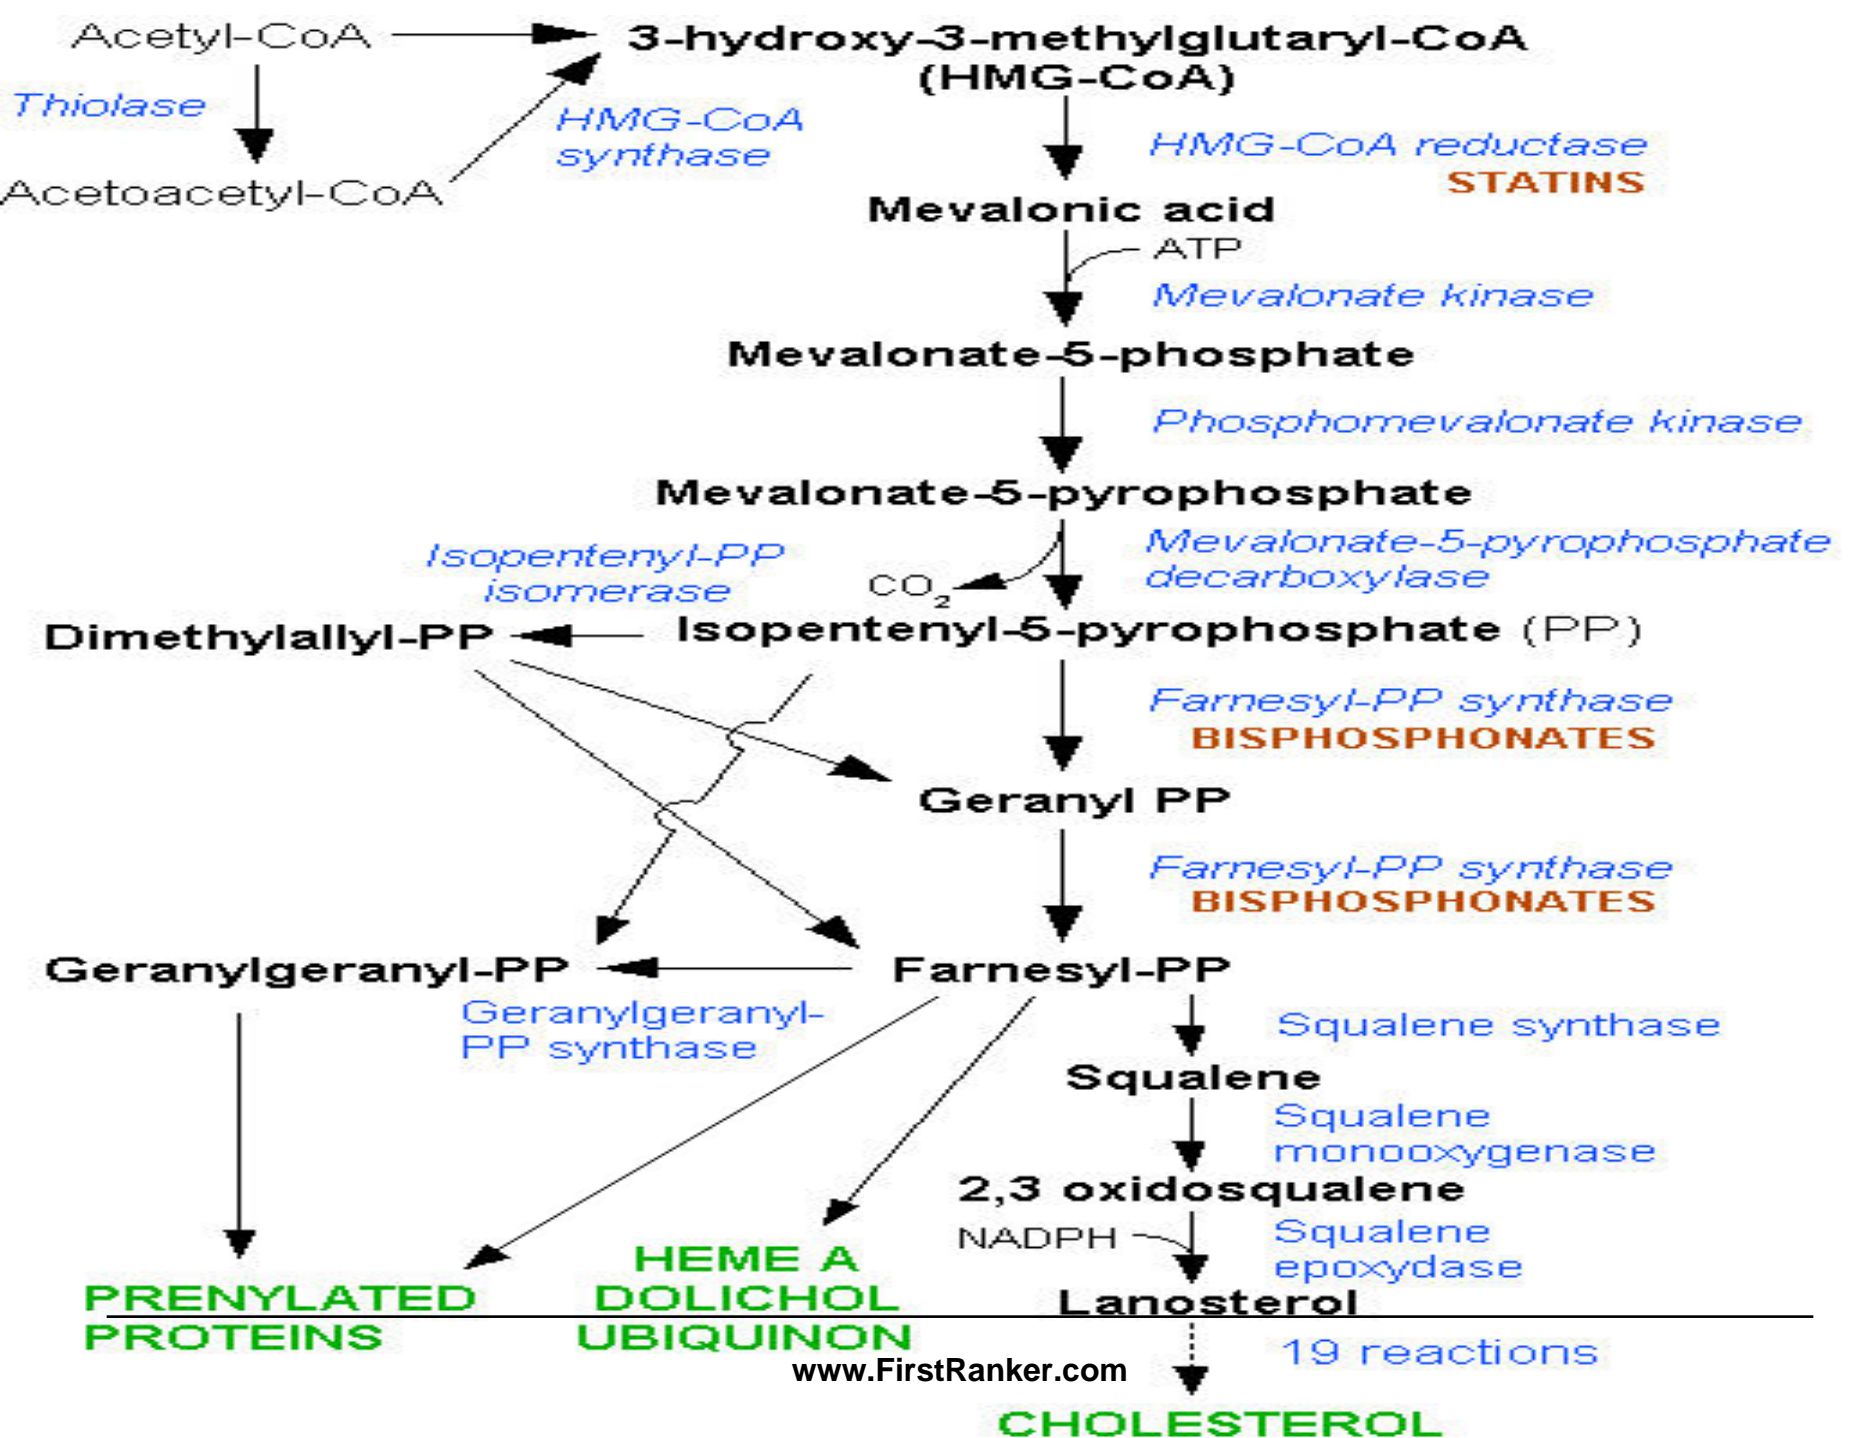 Acetyl-CoA
3-hydroxy-3-methylglutaryl-CoA
(HMG-CoA)
Thiolase
HMG-CoA
synthase
HMG-CoA reductase
STATINS
Acetoacetyl-CoA
Mevalonic acid
ATP
Mevalonate kinase
Mevalonate-5-phosphate
Phosphomevalonate kinase
Mevalonate-5-pyrophosphate
Isopentenyl-PP
isomerase
CO2
Mevalonate-5-pyrophosphate
decarboxylase
Dimethylallyl-PP
Isopentenyl-5-pyrophosphate (PP)
Farnesyl-PP synthase
BISPHOSPHONATES
Geranyl PP
Farnesyl-PP synthase
BISPHOSPHONATES
Geranylgeranyl-PP
Farnesyl-PP
Geranylgeranyl-
PP synthase
Squalene synthase
Squalene
Squalene
monooxygenase
2,3 oxidosqualene
NADPH
Squalene
epoxydase
Lanosterol
PRENYLATED
PROTEINS
HEME A
DOLICHOL
UBIQUINON
19 reactions
www.FirstRanker.com
CHOLESTEROL